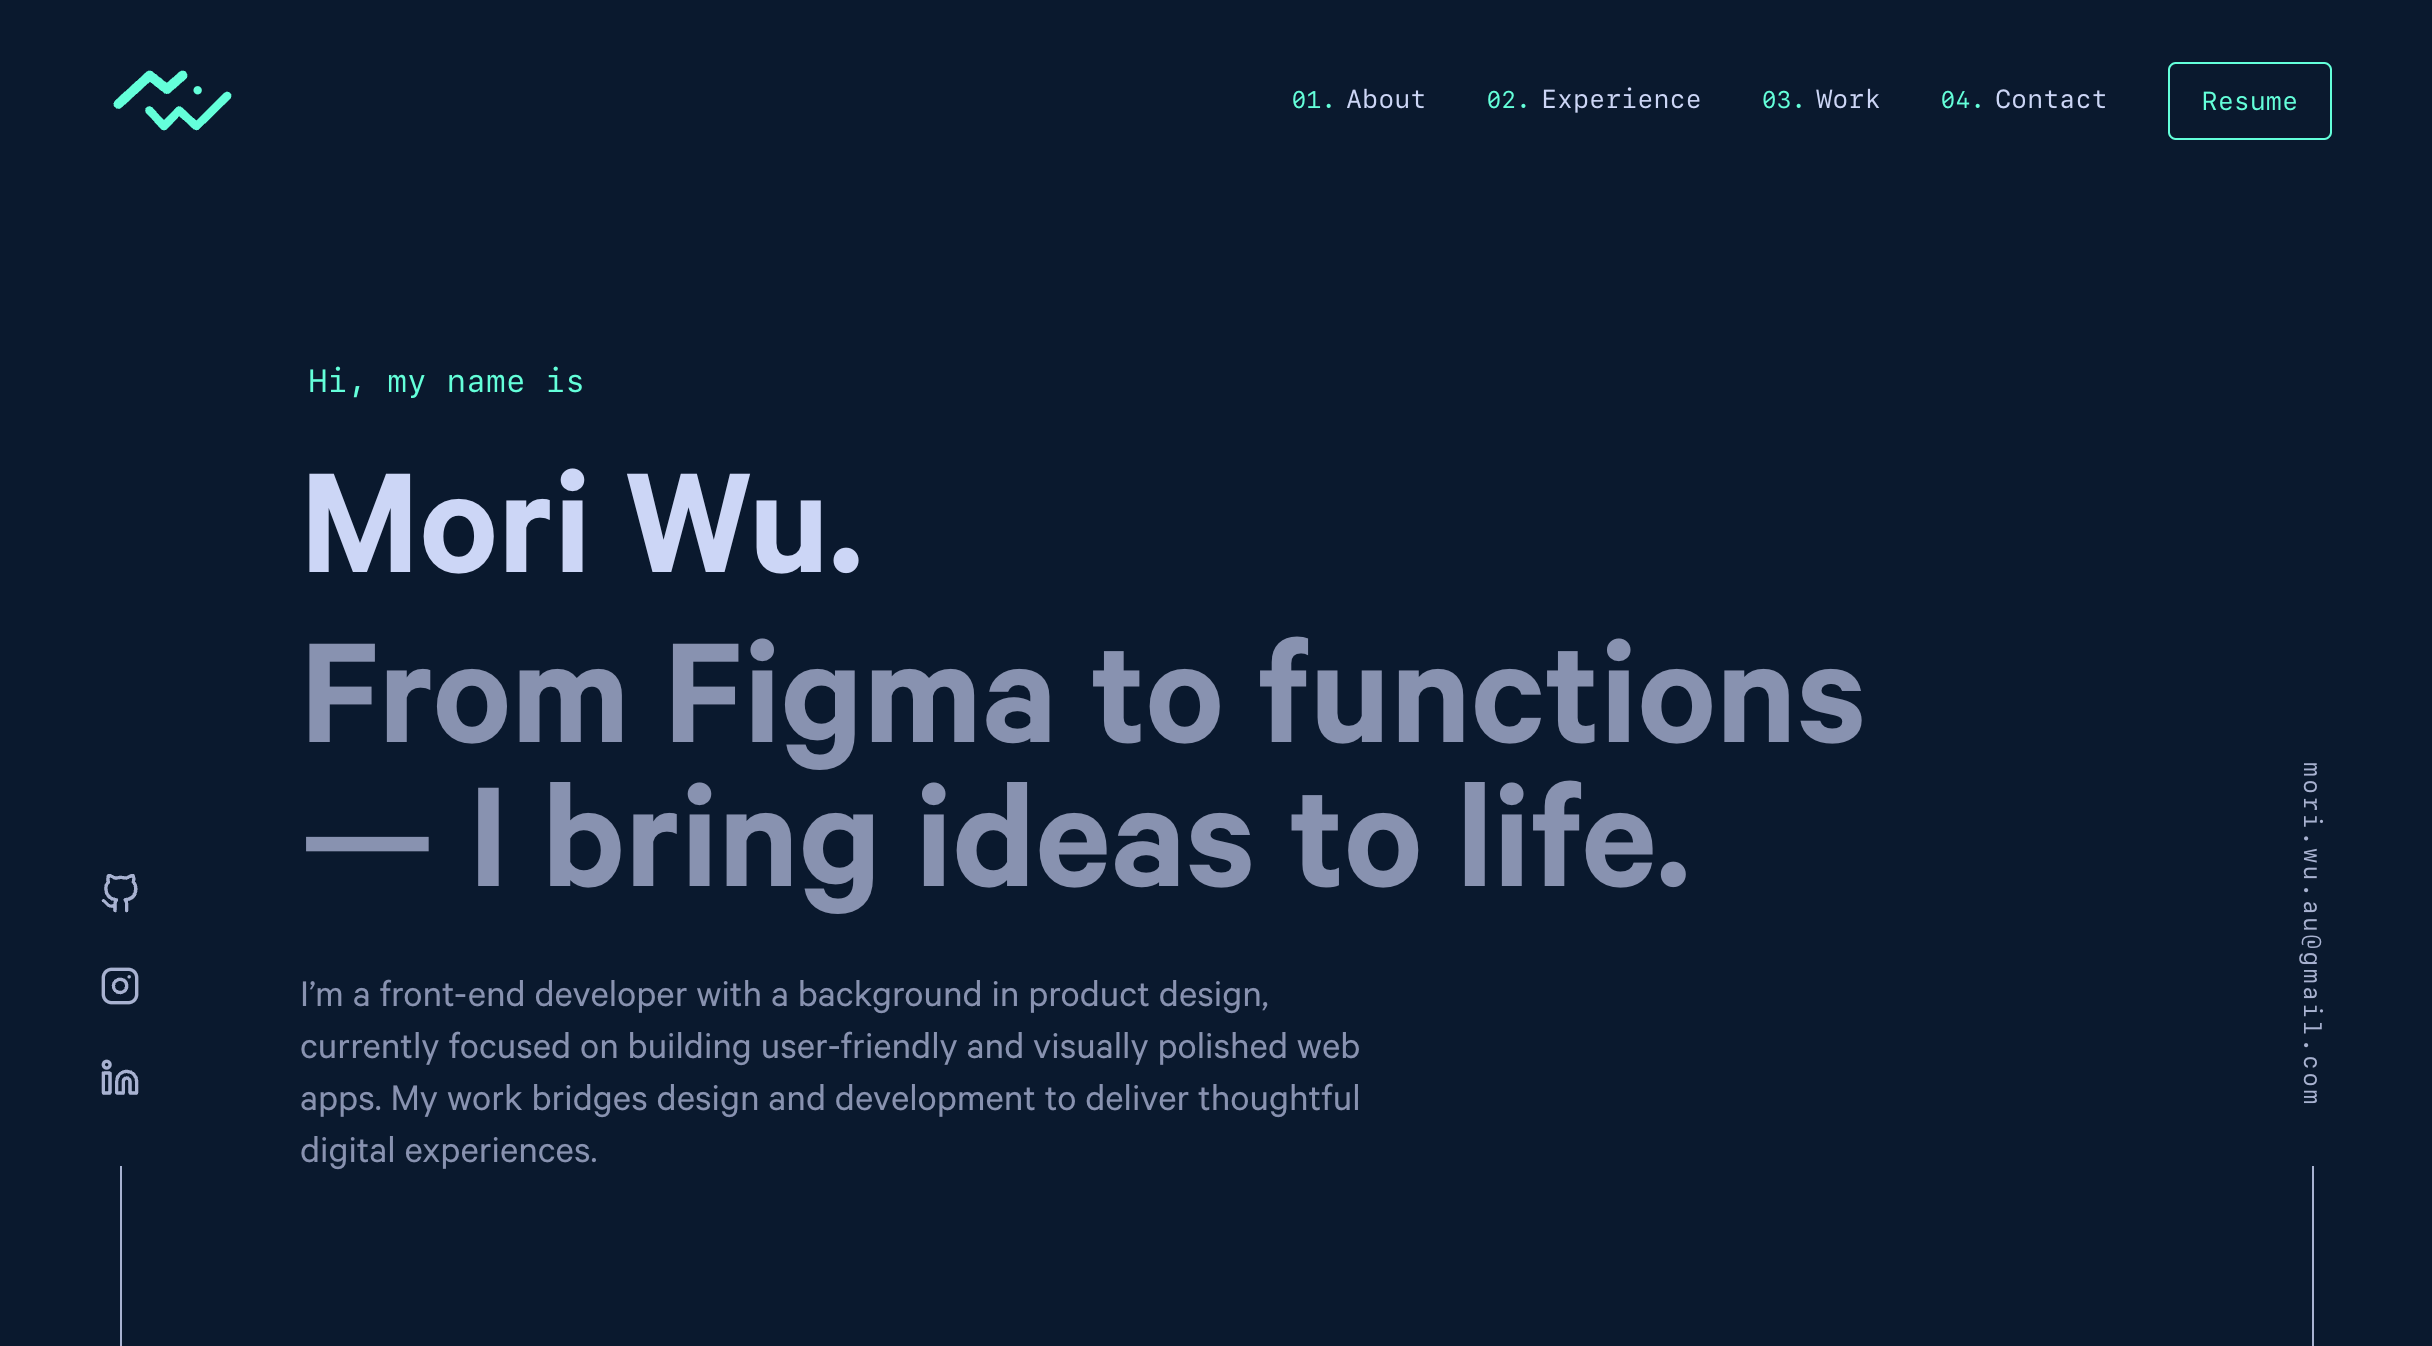 01. About 02. Experience 03. Work 04. Contact Resume
Hi, my name is
Mori Wu.
From Figma to functions
— I bring ideas to life.
I’m a front-end developer with a background in product design,
currently focused on building user-friendly and visually polished web
apps. My work bridges design and development to deliver thoughtful
digital experiences.
mori.wu.au@gmail.com